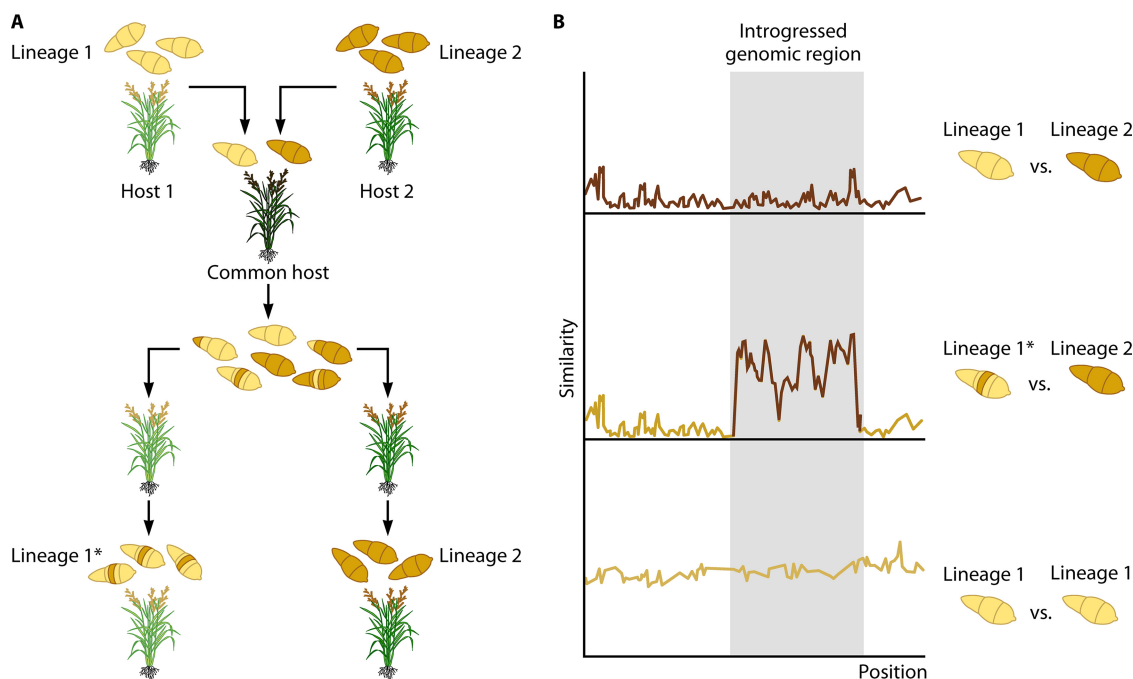 A
Lineage 1
Lineage 2
Host 1
Host 2
Common host
Lineage 1*
Lineage 2
B
Introgressed
genomic region
Similarity
Position
Lineage 1 Lineage 2
vs.
Lineage 1* Lineage 2
vs.
Lineage 1 Lineage 1
vs.